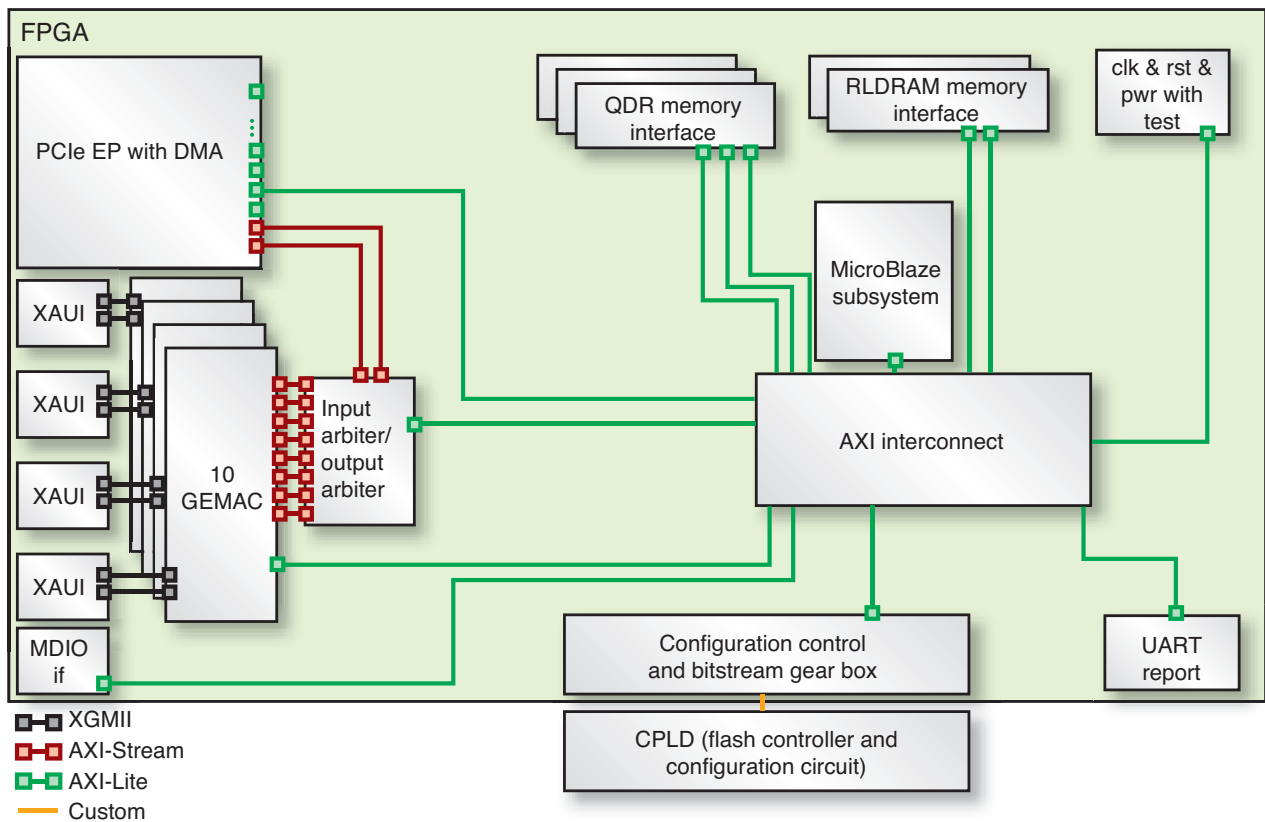 FPGA
PCIe EP with DMA
QDR memory
interface
RLDRAM memory
interface
clk & rst &
pwr with
test
MicroBlaze
subsystem
XAUI
XAUI
XAUI
XAUI
10
GEMAC
Input
arbiter/
output
arbiter
AXI interconnect
MDIO
if
Configuration control
and bitstream gear box
UART
report
CPLD (flash controller and
configuration circuit)
XGMII
AXI-Stream
AXI-Lite
Custom